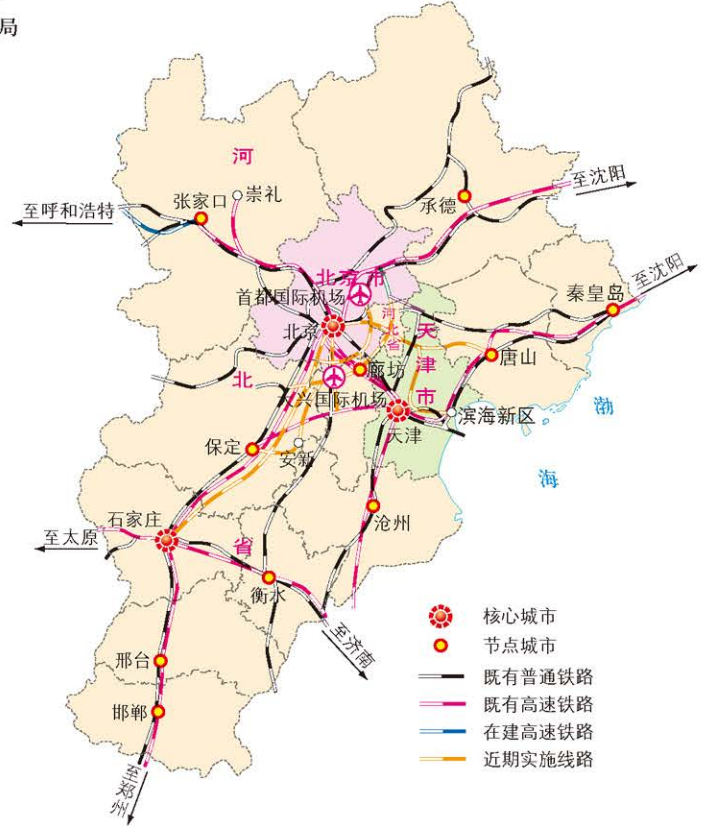 局
河
崇礼
张家口
至呼和浩特
承德
至沈阳
至沈阳
北京市
首都国际机场
秦皇岛
北京
河北省
天津市
唐山
廊坊
北
大兴国际机场
滨海新区
渤海
天津
保定
安新
石家庄
至太原
省
沧州
衡水
至济南
邢台
邯郸
至郑州
核心城市
节点城市
既有普通铁路
既有高速铁路
在建高速铁路
近期实施线路